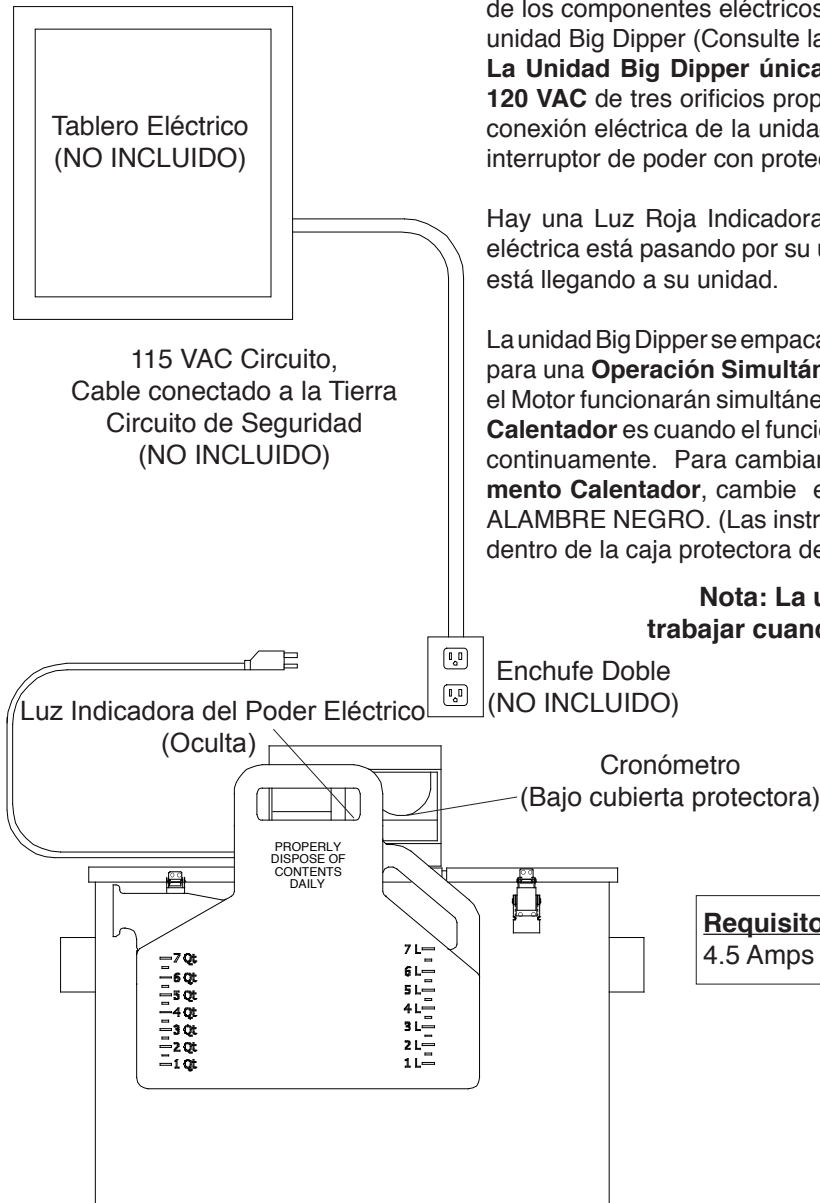 de los componentes eléctricos
unidad Big Dipper (Consulte la
La Unidad Big Dipper única
120 VAC de tres orificios prop
conexión eléctrica de la unida
interruptor de poder con protec
Hay una Luz Roja Indicadora
eléctrica está pasando por su u
está llegando a su unidad.
La unidad Big Dipper se empaca
para una Operación Simultán
el Motor funcionarán simultáne
Calentador es cuando el funci
continuamente. Para cambiar
mento Calentador, cambie e
ALAMBRE NEGRO. (Las instr
dentro de la caja protectora de
Nota: La u
trabajar cuand
Tablero Eléctrico
(NO INCLUIDO)
115 VAC Circuito,
Cable conectado a la Tierra
Circuito de Seguridad
(NO INCLUIDO)
Enchufe Doble
(NO INCLUIDO)
Luz Indicadora del Poder Eléctrico
(Oculta)
Cronómetro
(Bajo cubierta protectora)
PROPERLY
DISPOSE OF
CONTENTS
DAILY
7 Qt
6 Qt
5 Qt
4 Qt
3 Qt
2 Qt
1 Qt
7 L
6 L
5 L
4 L
3 L
2 L
1 L
Requisito
4.5 Amps